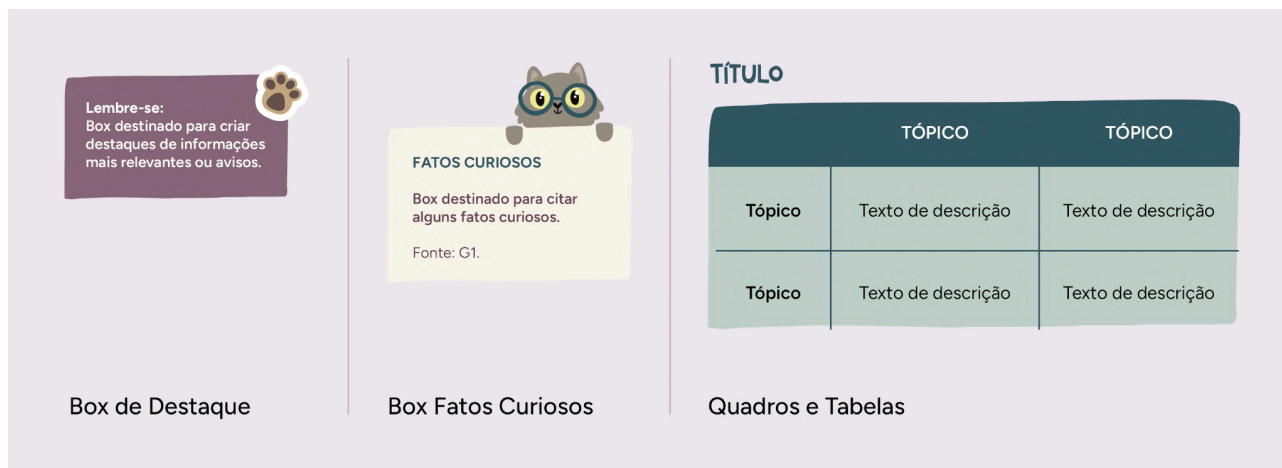 Lembre-se:
Box destinado para criar
destaques de informações
mais relevantes ou avisos.
Box de Destaque
FATOS CURIOSOS
Box destinado para citar
alguns fatos curiosos.
Fonte: G1.
Box Fatos Curiosos
TÍTULO
TÓPICO TÓPICO
Tópico Texto de descrição Texto de descrição
Tópico Texto de descrição Texto de descrição
Quadros e Tabelas